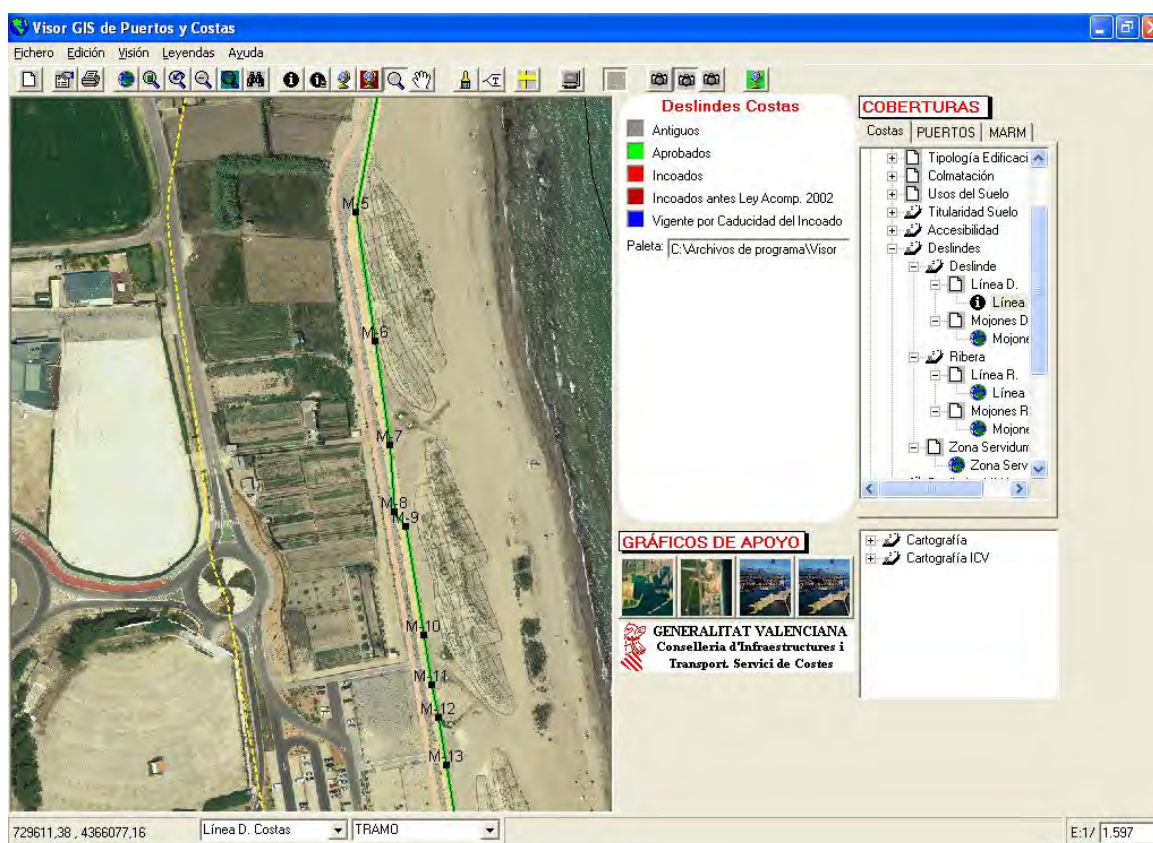 Visor GIS de Puertos y Costas
Fichero Edición Visión Leyendas Ayuda
M-5
M-6
M-7
M-8
M-9
M-10
M-11
M-12
M-13
Deslindes Costas
Antiguos
Aprobados
Incoados
Incoados antes Ley Acomp. 2002
Vigente por Caducidad del Incoado
Paleta: C:\Archivos de programa\Visor
COBERTURAS
Costas PUERTOS MARM
Tipología Edificaci
Colmatación
Usos del Suelo
Titularidad Suelo
Accesibilidad
Deslindes
Deslinde
Línea D.
Línea
Mojones D
Mojone
Ribera
Línea R.
Línea
Mojones R
Mojone
Zona Servidum
Zona Serv
GRÁFICOS DE APOYO
GENERALITAT VALENCIANA
Conselleria d'Infraestructures i
Transport. Servici de Costes
Cartografía
Cartografía ICV
729611,38 , 4366077,16
Línea D. Costas
TRAMO
E:1/ 1.597